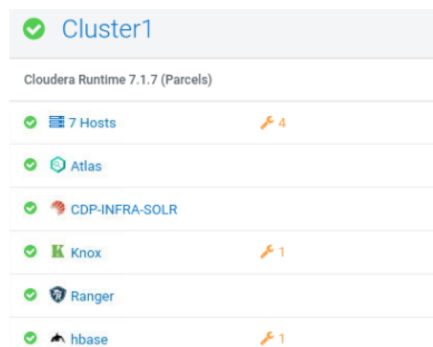 Cluster1
Cloudera Runtime 7.1.7 (Parcels)
7 Hosts 4
Atlas
CDP-INFRA-SOLR
Knox 1
Ranger
hbase 1